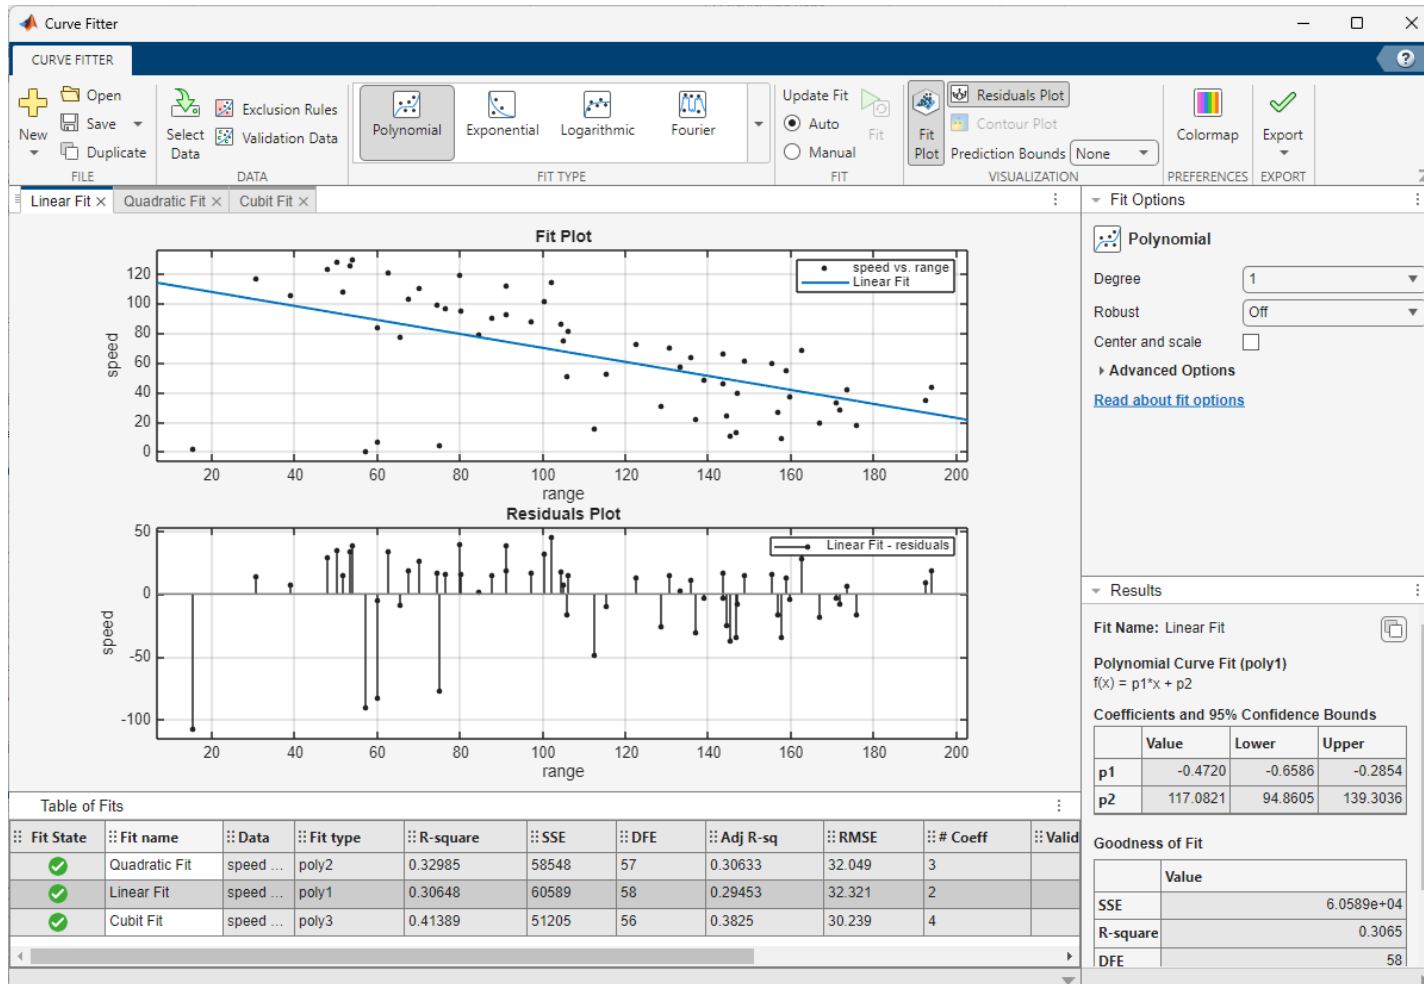 Curve Fitter
CURVE FITTER
?
New
Open
Save
Duplicate
FILE
Select Data
Exclusion Rules
Validation Data
DATA
Polynomial
Exponential
Logarithmic
Fourier
FIT TYPE
Update Fit
Auto
Manual
Fit
FIT
Fit Plot
Residuals Plot
Contour Plot
Prediction Bounds None
VISUALIZATION
Colormap
PREFERENCES
Export
EXPORT
Linear Fit
Quadratic Fit
Cubit Fit
Fit Plot
speed
120
100
80
60
40
20
0
speed vs. range
Linear Fit
20 40 60 80 100 120 140 160 180 200
range
Residuals Plot
speed
50
0
-50
-100
Linear Fit - residuals
20 40 60 80 100 120 140 160 180 200
range
Table of Fits
Fit State Fit name Data Fit type R-square SSE DFE Adj R-sq RMSE # Coeff Valid
Quadratic Fit speed ... poly2 0.32985 58548 57 0.30633 32.049 3
Linear Fit speed ... poly1 0.30648 60589 58 0.29453 32.321 2
Cubit Fit speed ... poly3 0.41389 51205 56 0.3825 30.239 4
Fit Options
Polynomial
Degree 1
Robust Off
Center and scale
Advanced Options
Read about fit options
Results
Fit Name: Linear Fit
Polynomial Curve Fit (poly1)
f(x) = p1*x + p2
Coefficients and 95% Confidence Bounds
Value Lower Upper
p1 -0.4720 -0.6586 -0.2854
p2 117.0821 94.8605 139.3036
Goodness of Fit
Value
SSE 6.0589e+04
R-square 0.3065
DFE 58